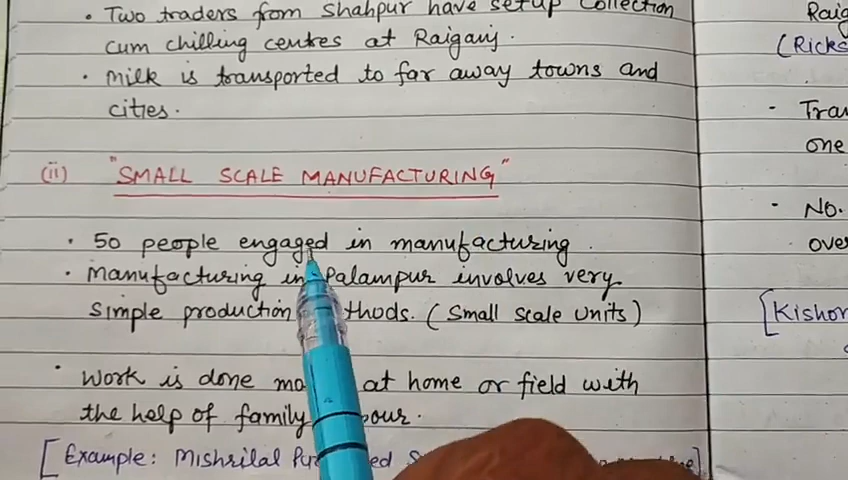 • Two traders from Shahpur have setup collection
cum chilling centres at Raiganj.
• Milk is transported to far away towns and
cities.
(ii) "SMALL SCALE MANUFACTURING"
• 50 people engaged in manufacturing.
• Manufacturing in Palampur involves very
simple production thods. (Small Scale Units)
• Work is done at home or field with
the help of family our.
[Example: Mishrilal
Raig
(Ricks
• Tra
one
• No.
over
[Kishor